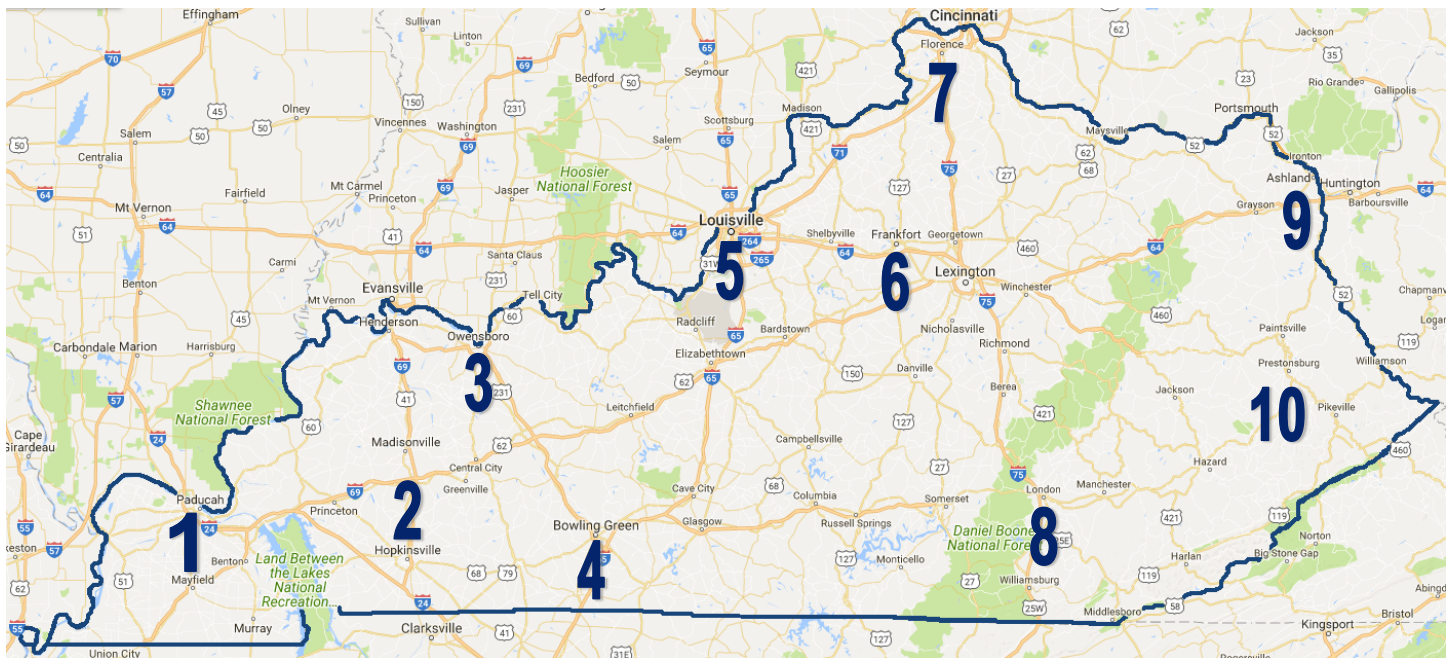 Effingham
Sullivan
Linton
Cincinnati
Florence
Jackson
Bedford
Seymour
Rio Grande
Gallipolis
Olney
Vincennes
Washington
Salem
Scottsburg
Madison
Portsmouth
Maysville
Salem
Centralia
Hoosier
National Forest
Ironton
Ashland
Huntington
Barboursville
Mt Carmel
Princeton
Jasper
Fairfield
Mt Vernon
Louisville
Grayson
Shelbyville
Frankfort
Georgetown
Santa Claus
Carmi
Benton
Evansville
Tell City
Lexington
Winchester
Mt Vernon
Henderson
Owensboro
Radcliff
Bardstown
Nicholasville
Richmond
Paintsville
Carbondale
Marion
Harrisburg
Elizabethtown
Danville
Berea
Prestonsburg
Williamson
Shawnee
National Forest
Leitchfield
Jackson
Pikeville
Cape
Girardeau
Madisonville
Campbellsville
Central City
Greenville
Hazard
Manchester
London
Paducah
Princeton
Cave City
Columbia
Somerset
Bowling Green
Glasgow
Russell Springs
Daniel Boone
National Forest
Norton
Big Stone Gap
Hopkinsville
Benton
Land Between
the Lakes
National
Recreation...
Mayfield
Monticello
Harlan
Williamsburg
Middlesboro
Murray
Clarksville
Union City
Bristol
Kingsport
1
2
3
4
5
6
7
8
9
10